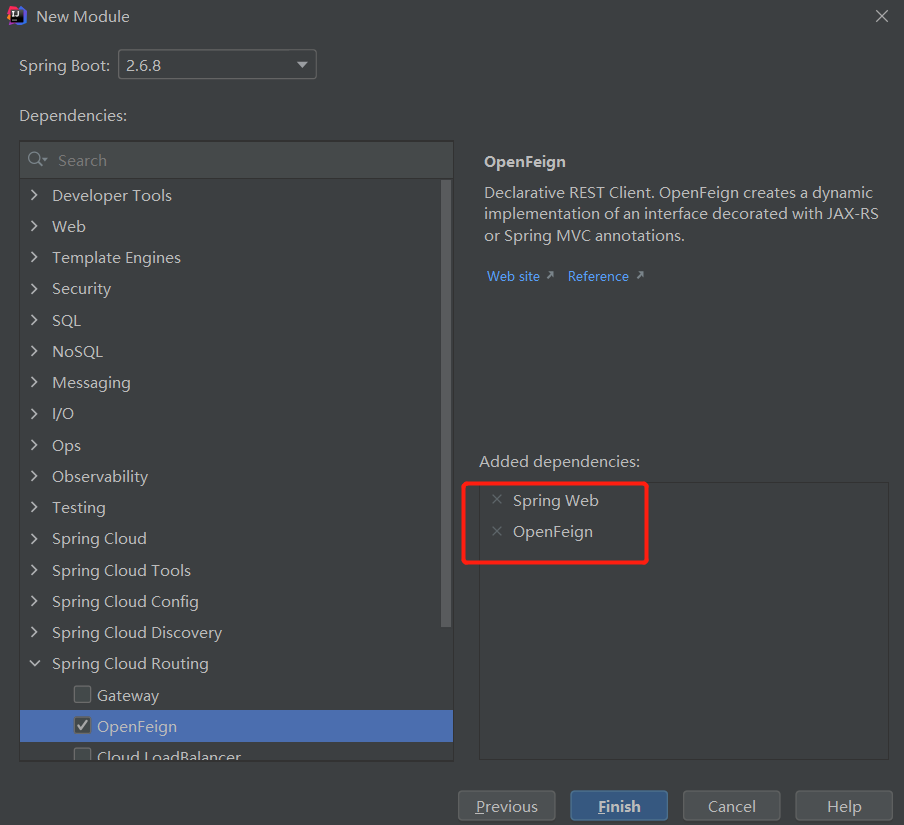 New Module
Spring Boot: 2.6.8
Dependencies:
Search
Developer Tools
Web
Template Engines
Security
SQL
NoSQL
Messaging
I/O
Ops
Observability
Testing
Spring Cloud
Spring Cloud Tools
Spring Cloud Config
Spring Cloud Discovery
Spring Cloud Routing
Gateway
OpenFeign
Cloud LoadBalancer
OpenFeign
Declarative REST Client. OpenFeign creates a dynamic
implementation of an interface decorated with JAX-RS
or Spring MVC annotations.
Web site Reference
Added dependencies:
Spring Web
OpenFeign
Previous Finish Cancel Help